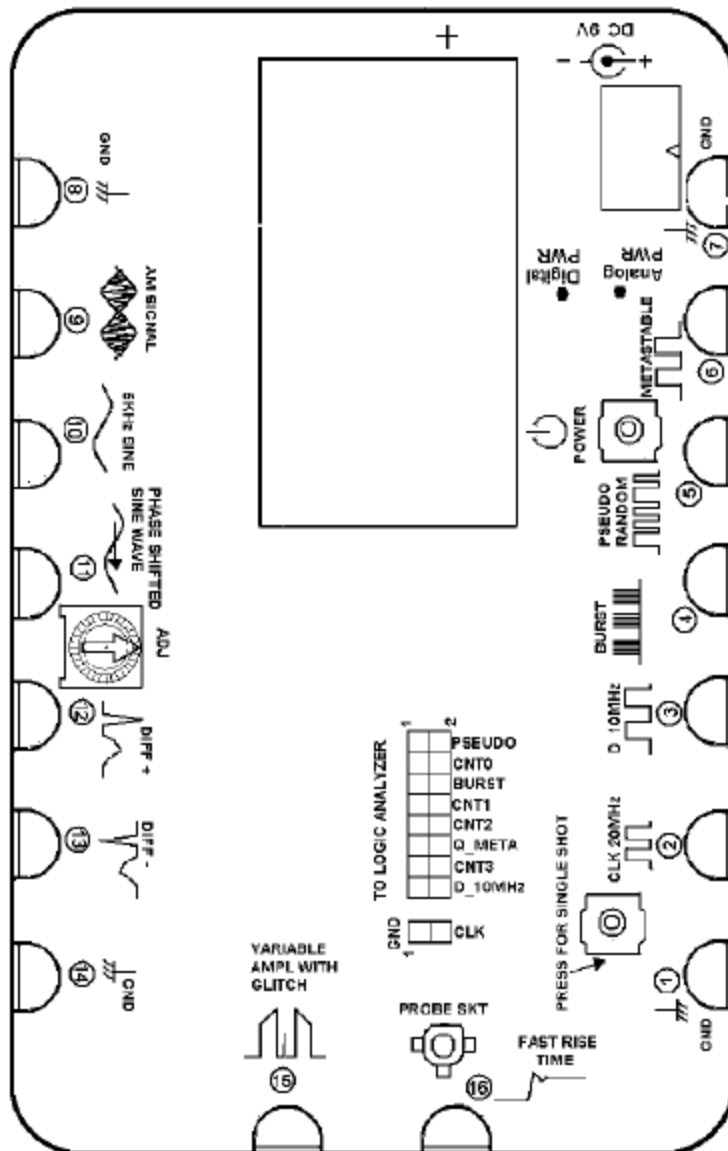 +
DC 9V
- +
GND
7
Analog
PWR
Digital
PWR
GND
8
AM SIGNAL
9
METASTABLE
6
5KHz SINE
10
POWER
5
PSEUDO
RANDOM
PHASE SHIFTED
SINE WAVE
11
ADJ
BURST
4
12
DIFF +
D_10MHz
3
TO LOGIC ANALYZER
1
2
PSEUDO
CNT0
BURST
CNT1
CNT2
Q_META
CNT3
D_10MHz
13
DIFF -
CLK 20MHz
2
GND
1
CLK
PRESS FOR SINGLE SHOT
14
GND
1
GND
VARIABLE
AMPL WITH
GLITCH
15
PROBE SKT
16
FAST RISE
TIME